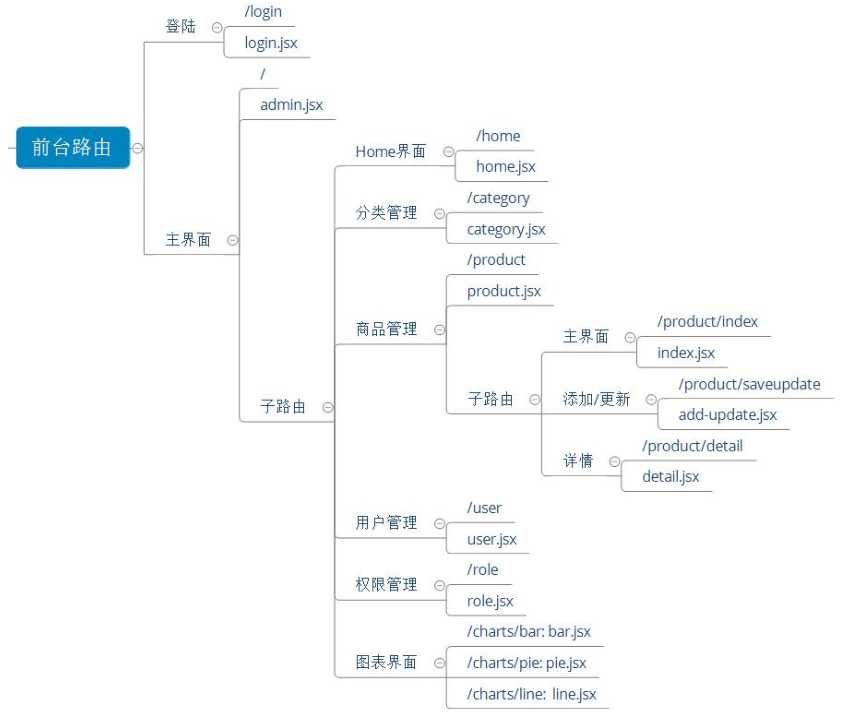 前台路由
登陆
/login
login.jsx
主界面
/
admin.jsx
子路由
Home界面
/home
home.jsx
分类管理
/category
category.jsx
商品管理
/product
product.jsx
子路由
主界面
/product/index
index.jsx
添加/更新
/product/saveupdate
add-update.jsx
详情
/product/detail
detail.jsx
用户管理
/user
user.jsx
权限管理
/role
role.jsx
图表界面
/charts/bar: bar.jsx
/charts/pie: pie.jsx
/charts/line: line.jsx